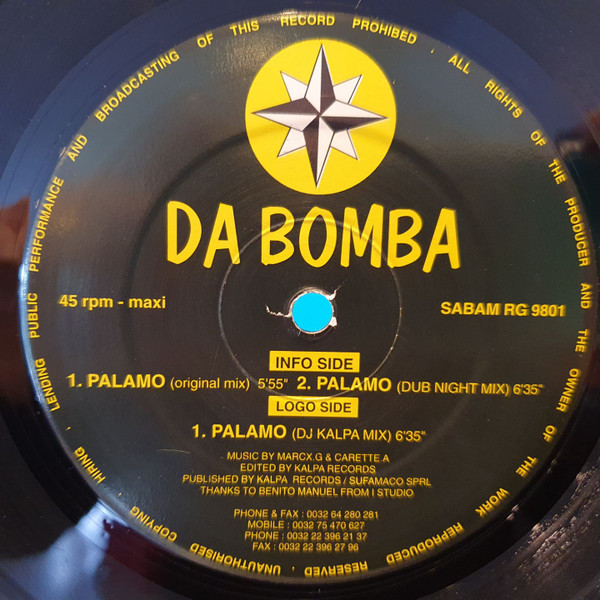 ALL RIGHTS OF THE PRODUCER AND THE OWNER OF THE WORK REPRODUCED RESERVED UNAUTHORISED COPYING HIRING . LENDING PUBLIC PERFORMANCE AND BROADCASTING OF THIS RECORD PROHIBED .
DA BOMBA
45 rpm - maxi
SABAM RG 9801
INFO SIDE
1. PALAMO (original mix) 5'55" 2. PALAMO (DUB NIGHT MIX) 6'35"
LOGO SIDE
1. PALAMO (DJ KALPA MIX) 6'35"
MUSIC BY MARCX.G & CARETTE A
EDITED BY KALPA RECORDS
PUBLISHED BY KALPA RECORDS / SUFAMACO SPRL
THANKS TO BENITO MANUEL FROM I STUDIO
PHONE & FAX : 0032 64 280 281
MOBILE : 0032 75 470 627
PHONE : 0032 22 396 21 37
FAX : 0032 22 396 27 96